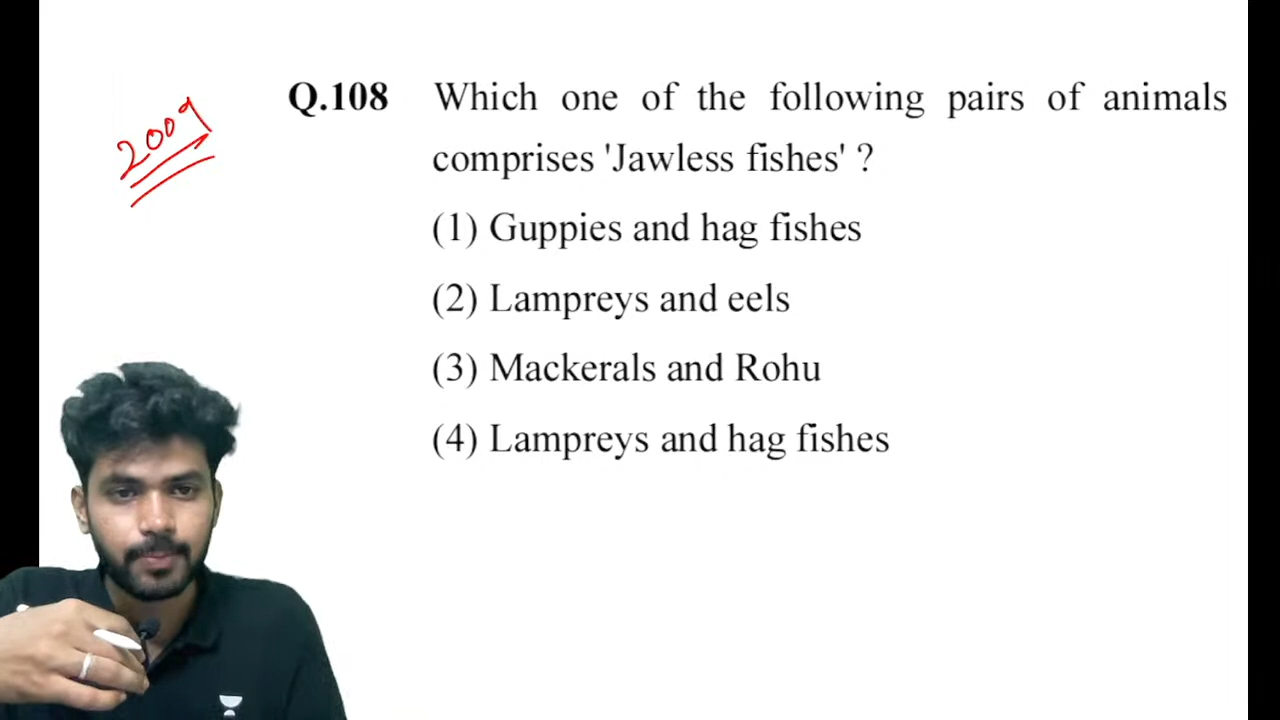 2009
Q.108 Which one of the following pairs of animals
comprises 'Jawless fishes' ?
(1) Guppies and hag fishes
(2) Lampreys and eels
(3) Mackerals and Rohu
(4) Lampreys and hag fishes